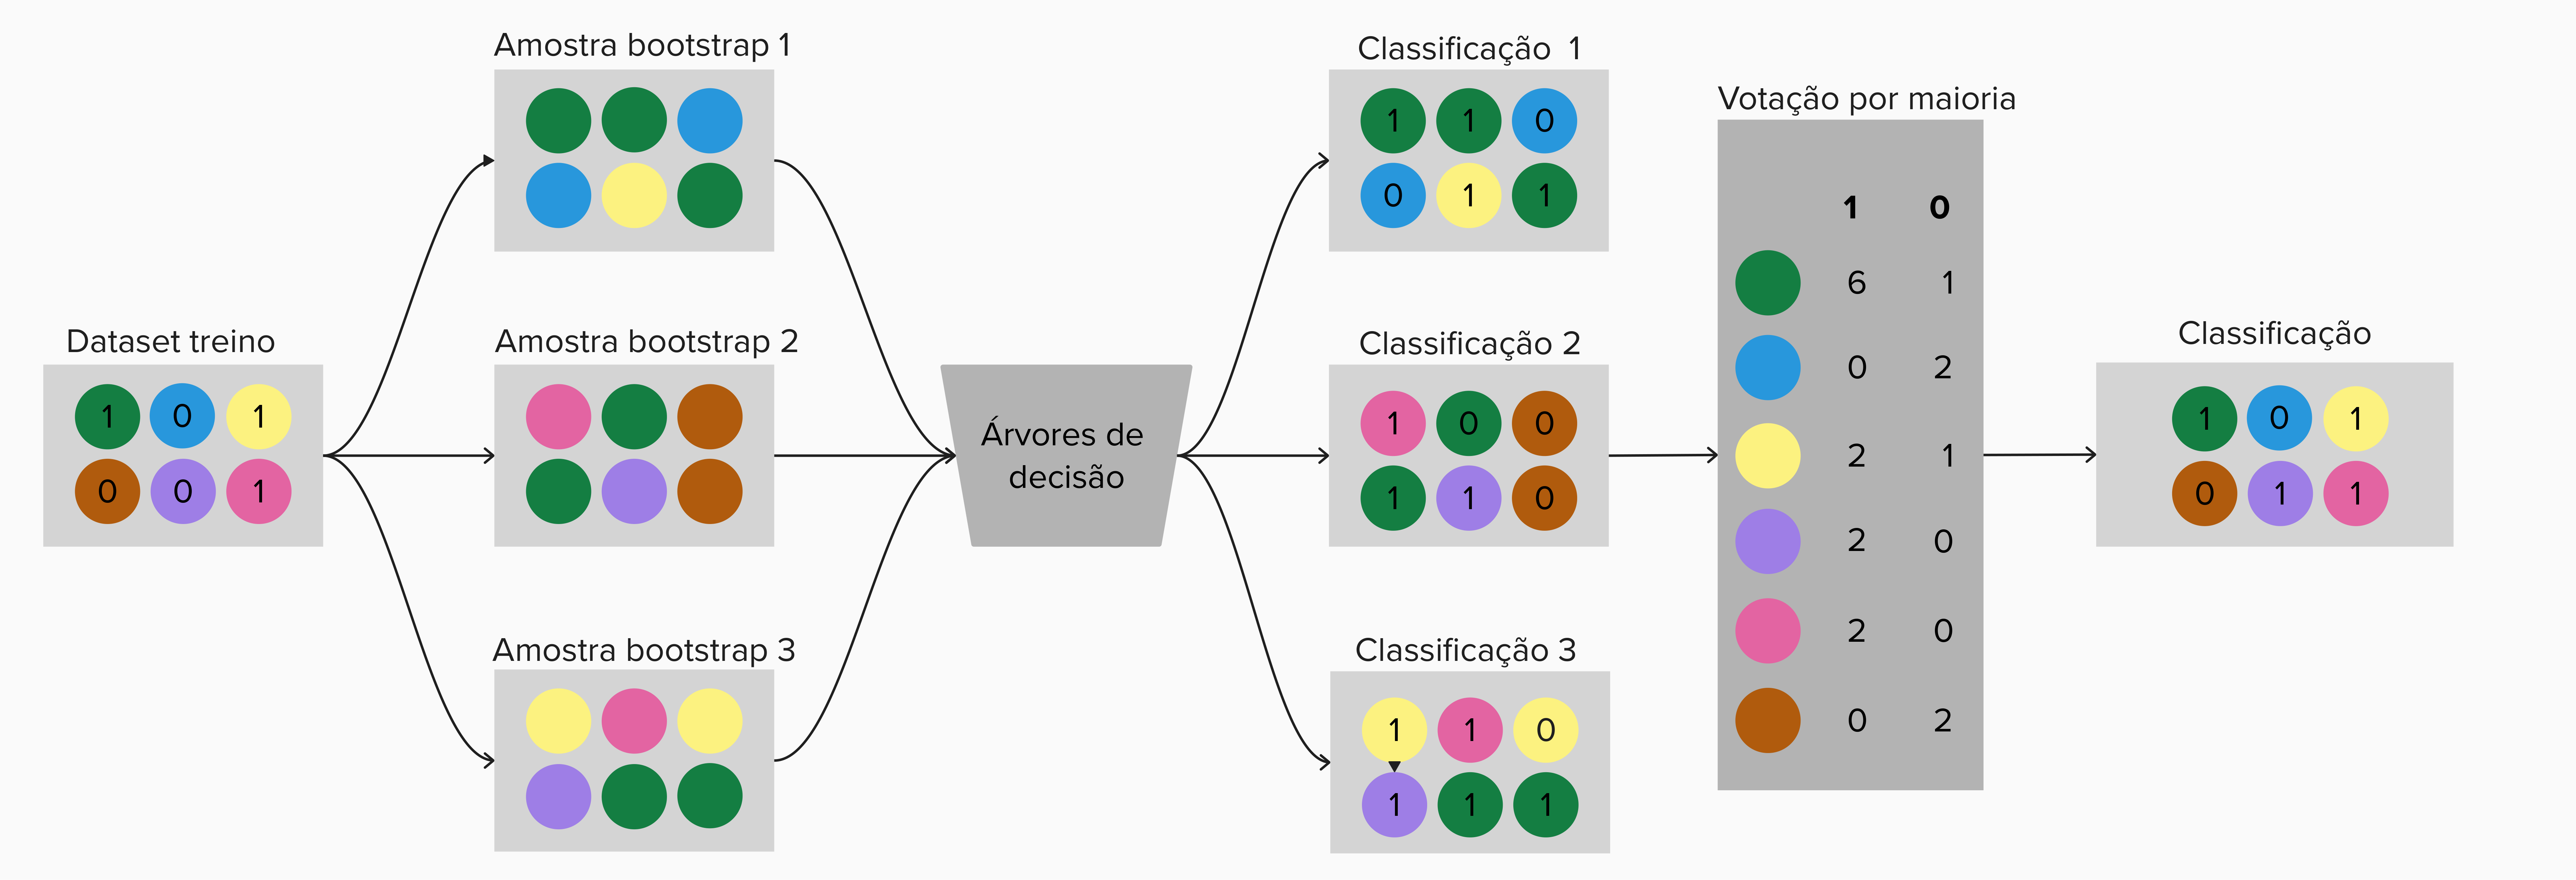 Dataset treino
1 0 1
0 0 1
Amostra bootstrap 1
Amostra bootstrap 2
Amostra bootstrap 3
Árvores de
decisão
Classificação 1
1 1 0
0 1 1
Classificação 2
1 0 0
1 1 0
Classificação 3
1 1 0
1 1 1
Votação por maioria
1 0
6 1
0 2
2 1
2 0
2 0
0 2
Classificação
1 0 1
0 1 1